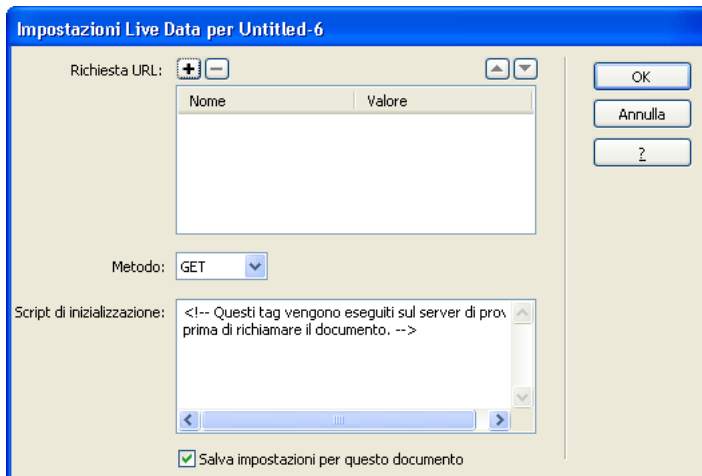 Impostazioni Live Data per Untitled-6
Richiesta URL:
Nome Valore
OK
Annulla
?
Metodo: GET
Script di inizializzazione: <!-- Questi tag vengono eseguiti sul server di
prima di richiamare il documento. -->
Salva impostazioni per questo documento